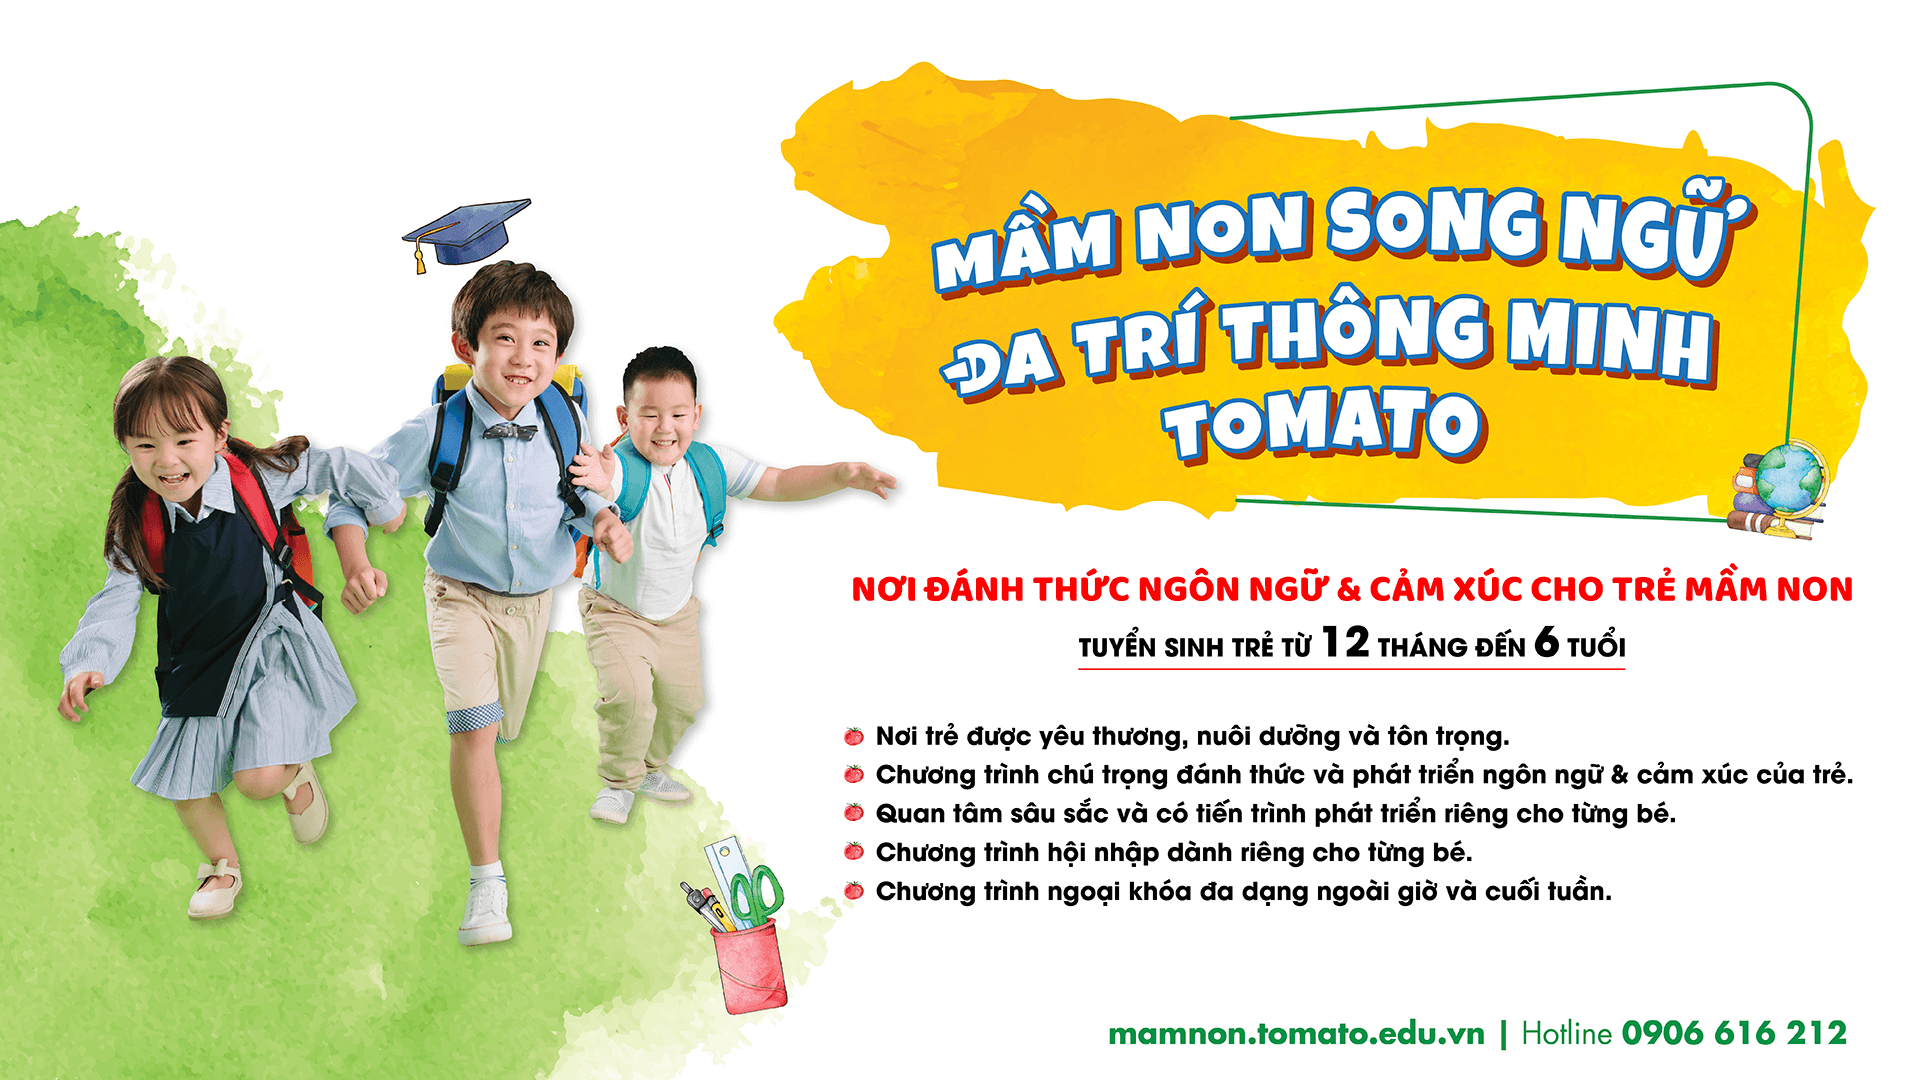 MẦM NON SONG NGỮ
ĐA TRÍ THÔNG MINH
TOMATO
NƠI ĐÁNH THỨC NGÔN NGỮ & CẢM XÚC CHO TRẺ MẦM NON
TUYỂN SINH TRẺ TỪ 12 THÁNG ĐẾN 6 TUỔI
Nơi trẻ được yêu thương, nuôi dưỡng và tôn trọng.
Chương trình chú trọng đánh thức và phát triển ngôn ngữ & cảm xúc của trẻ.
Quan tâm sâu sắc và có tiến trình phát triển riêng cho từng bé.
Chương trình hội nhập dành riêng cho từng bé.
Chương trình ngoại khóa đa dạng ngoài giờ và cuối tuần.
mamnon.tomato.edu.vn | Hotline 0906 616 212